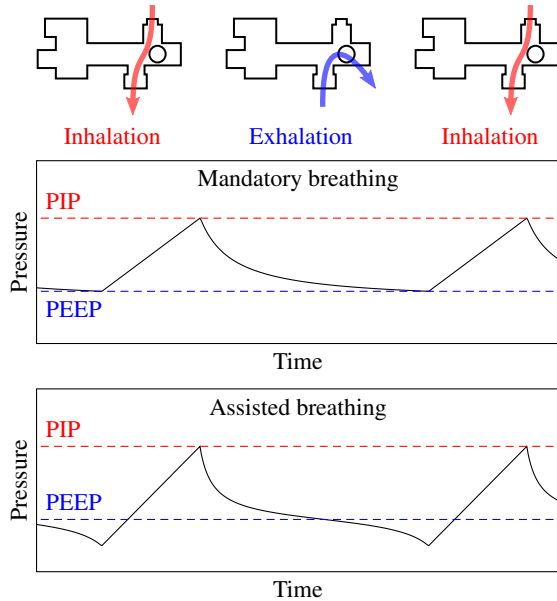 Inhalation
Exhalation
Inhalation
Mandatory breathing
PIP
PEEP
Pressure
Time
Assisted breathing
PIP
PEEP
Pressure
Time